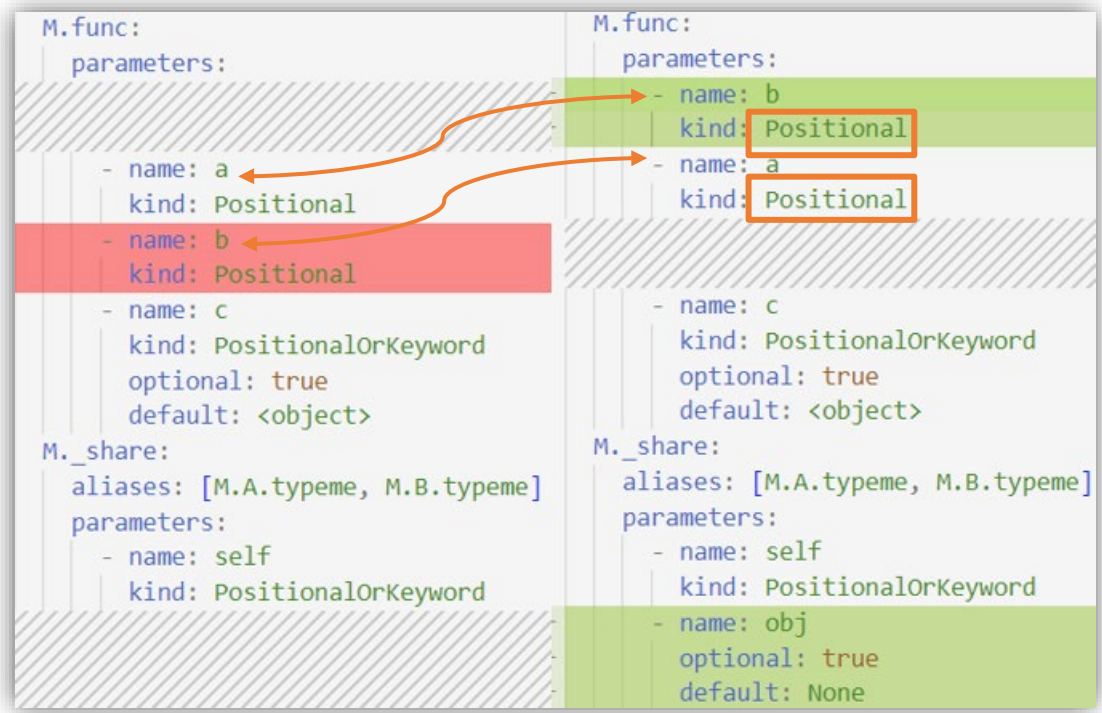 M.func:
parameters:
- name: a
kind: Positional
- name: b
kind: Positional
- name: c
kind: PositionalOrKeyword
optional: true
default: <object>
M._share:
aliases: [M.A.typeme, M.B.typeme]
parameters:
- name: self
kind: PositionalOrKeyword
M.func:
parameters:
- name: b
kind: Positional
- name: a
kind: Positional
- name: c
kind: PositionalOrKeyword
optional: true
default: <object>
M._share:
aliases: [M.A.typeme, M.B.typeme]
parameters:
- name: self
kind: PositionalOrKeyword
- name: obj
optional: true
default: None